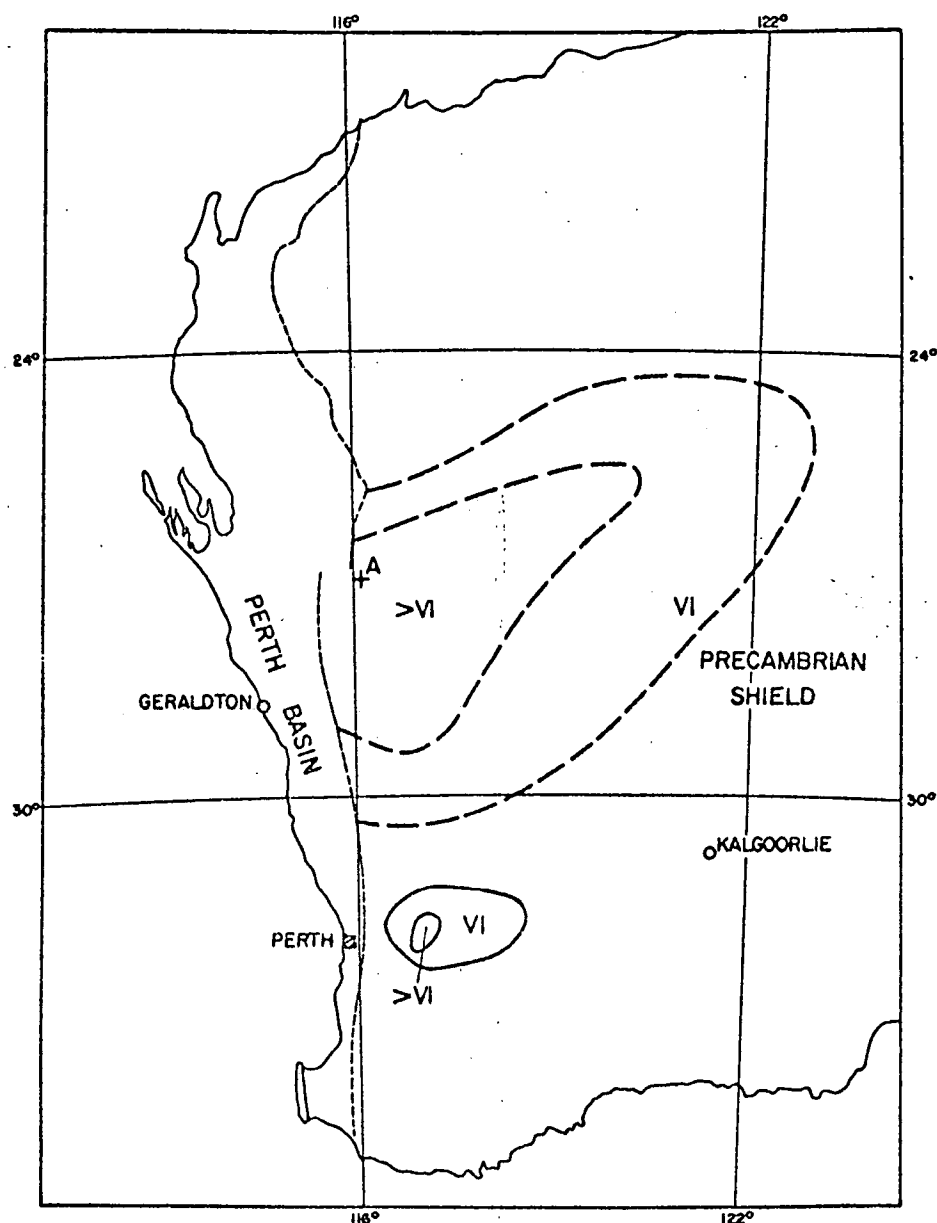 116°
122°
24°
24°
A
>VI
VI
PERTH BASIN
PRECAMBRIAN
SHIELD
GERALDTON
30°
30°
KALGOORLIE
VI
PERTH
>VI
116°
122°